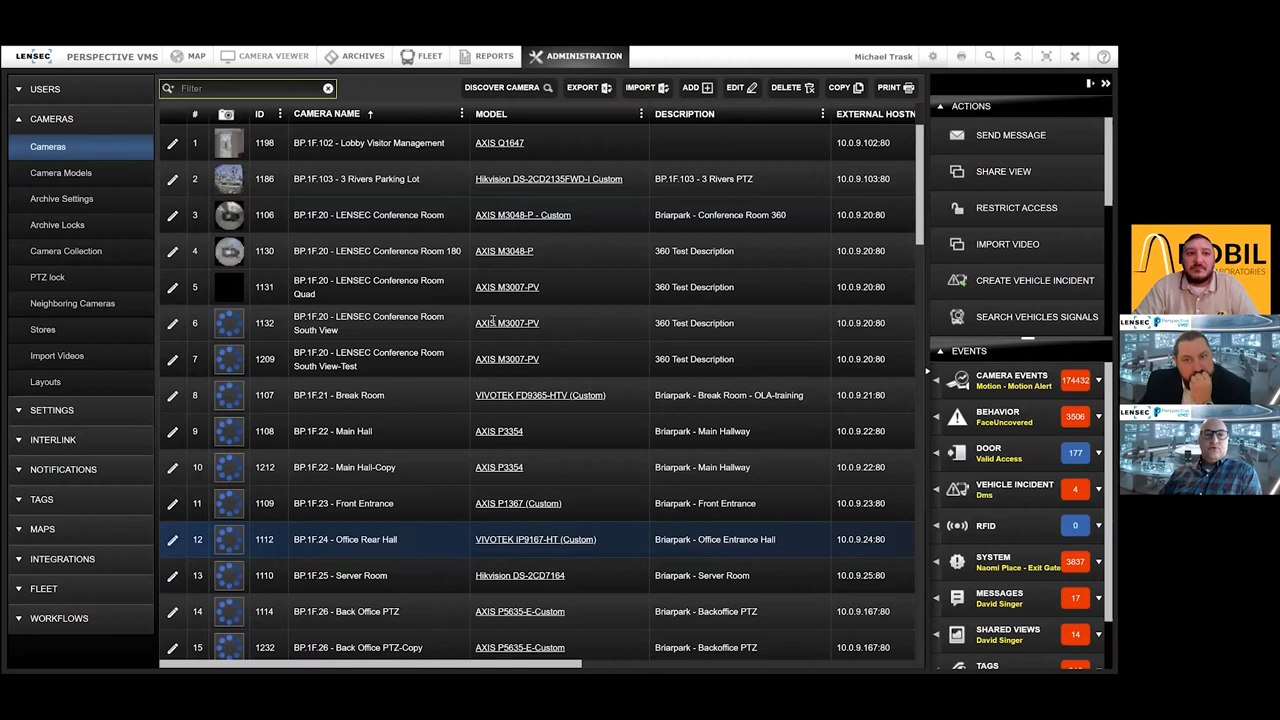 LENSEC PERSPECTIVE VMS MAP CAMERA VIEWER ARCHIVES FLEET REPORTS ADMINISTRATION Michael Trask
USERS
CAMERAS
Cameras
Camera Models
Archive Settings
Archive Locks
Camera Collection
PTZ lock
Neighboring Cameras
Stores
Import Videos
Layouts
SETTINGS
INTERLINK
NOTIFICATIONS
TAGS
MAPS
INTEGRATIONS
FLEET
WORKFLOWS
Filter DISCOVER CAMERA EXPORT IMPORT ADD EDIT DELETE COPY PRINT
# ID CAMERA NAME MODEL DESCRIPTION EXTERNAL HOSTN
1 1198 BP.1F.102 - Lobby Visitor Management AXIS Q1647 10.0.9.102:80
2 1186 BP.1F.103 - 3 Rivers Parking Lot Hikvision DS-2CD2135FWD-I Custom BP.1F.103 - 3 Rivers PTZ 10.0.9.103:80
3 1106 BP.1F.20 - LENSEC Conference Room AXIS M3048-P - Custom Briarpark - Conference Room 360 10.0.9.20:80
4 1130 BP.1F.20 - LENSEC Conference Room 180 AXIS M3048-P 360 Test Description 10.0.9.20:80
5 1131 BP.1F.20 - LENSEC Conference Room AXIS M3007-PV 360 Test Description 10.0.9.20:80
Quad
6 1132 BP.1F.20 - LENSEC Conference Room AXIS M3007-PV 360 Test Description 10.0.9.20:80
South View
7 1209 BP.1F.20 - LENSEC Conference Room AXIS M3007-PV 360 Test Description 10.0.9.20:80
South View-Test
8 1107 BP.1F.21 - Break Room VIVOTEK FD9365-HTV (Custom) Briarpark - Break Room - OLA-training 10.0.9.21:80
9 1108 BP.1F.22 - Main Hall AXIS P3354 Briarpark - Main Hallway 10.0.9.22:80
10 1212 BP.1F.22 - Main Hall-Copy AXIS P3354 Briarpark - Main Hallway 10.0.9.22:80
11 1109 BP.1F.23 - Front Entrance AXIS P1367 (Custom) Briarpark - Front Entrance 10.0.9.23:80
12 1112 BP.1F.24 - Office Rear Hall VIVOTEK IP9167-HT (Custom) Briarpark - Office Entrance Hall 10.0.9.24:80
13 1110 BP.1F.25 - Server Room Hikvision DS-2CD7164 Briarpark - Server Room 10.0.9.25:80
14 1114 BP.1F.26 - Back Office PTZ AXIS P5635-E-Custom Briarpark - Backoffice PTZ 10.0.9.167:80
15 1232 BP.1F.26 - Back Office PTZ-Copy AXIS P5635-E-Custom Briarpark - Backoffice PTZ 10.0.9.167:80
ACTIONS
SEND MESSAGE
SHARE VIEW
RESTRICT ACCESS
IMPORT VIDEO
CREATE VEHICLE INCIDENT
SEARCH VEHICLES SIGNALS
EVENTS
CAMERA EVENTS 174432
Motion - Motion Alert
BEHAVIOR 3506
FaceUncovered
DOOR 177
Valid Access
VEHICLE INCIDENT 4
Dms
RFID 0
SYSTEM 3837
Naomi Place - Exit Gate
MESSAGES 17
David Singer
SHARED VIEWS 14
David Singer
TAGS
LENSEC Perspective VMS
LENSEC Perspective VMS